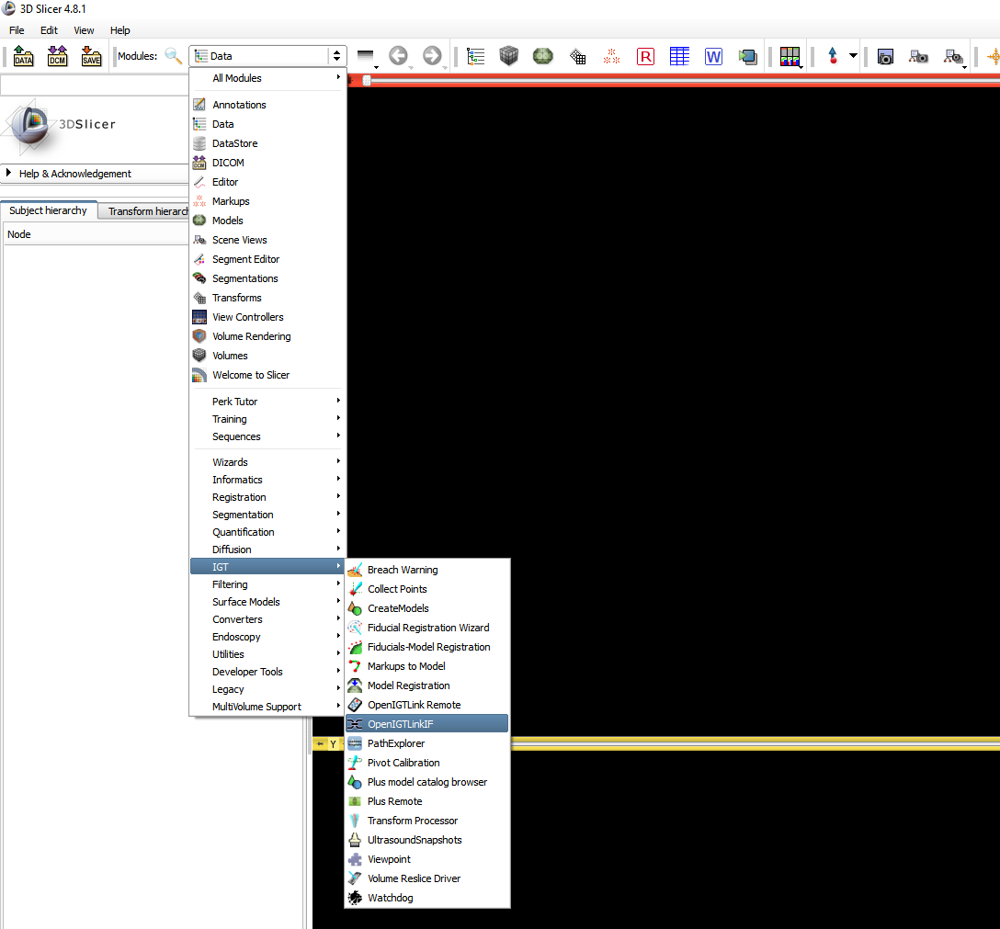 3D Slicer 4.8.1
File Edit View Help
DATA DCM SAVE Modules: Data R W
All Modules
3DSlicer
Annotations
Data
DataStore
DCM DICOM
Editor
Markups
Models
Scene Views
Segment Editor
Segmentations
Transforms
View Controllers
Volume Rendering
Volumes
Welcome to Slicer
Perk Tutor
Training
Sequences
Wizards
Informatics
Registration
Segmentation
Quantification
Diffusion
IGT
Filtering
Surface Models
Converters
Endoscopy
Utilities
Developer Tools
Legacy
MultiVolume Support
Help & Acknowledgement
Subject hierarchy Transform hierarch
Node
Breach Warning
Collect Points
CreateModels
Fiducial Registration Wizard
Fiducials-Model Registration
Markups to Model
Model Registration
OpenIGTLink Remote
OpenIGTLinkIF
PathExplorer
Pivot Calibration
Plus model catalog browser
Plus Remote
Transform Processor
UltrasoundSnapshots
Viewpoint
Volume Reslice Driver
Watchdog
Y